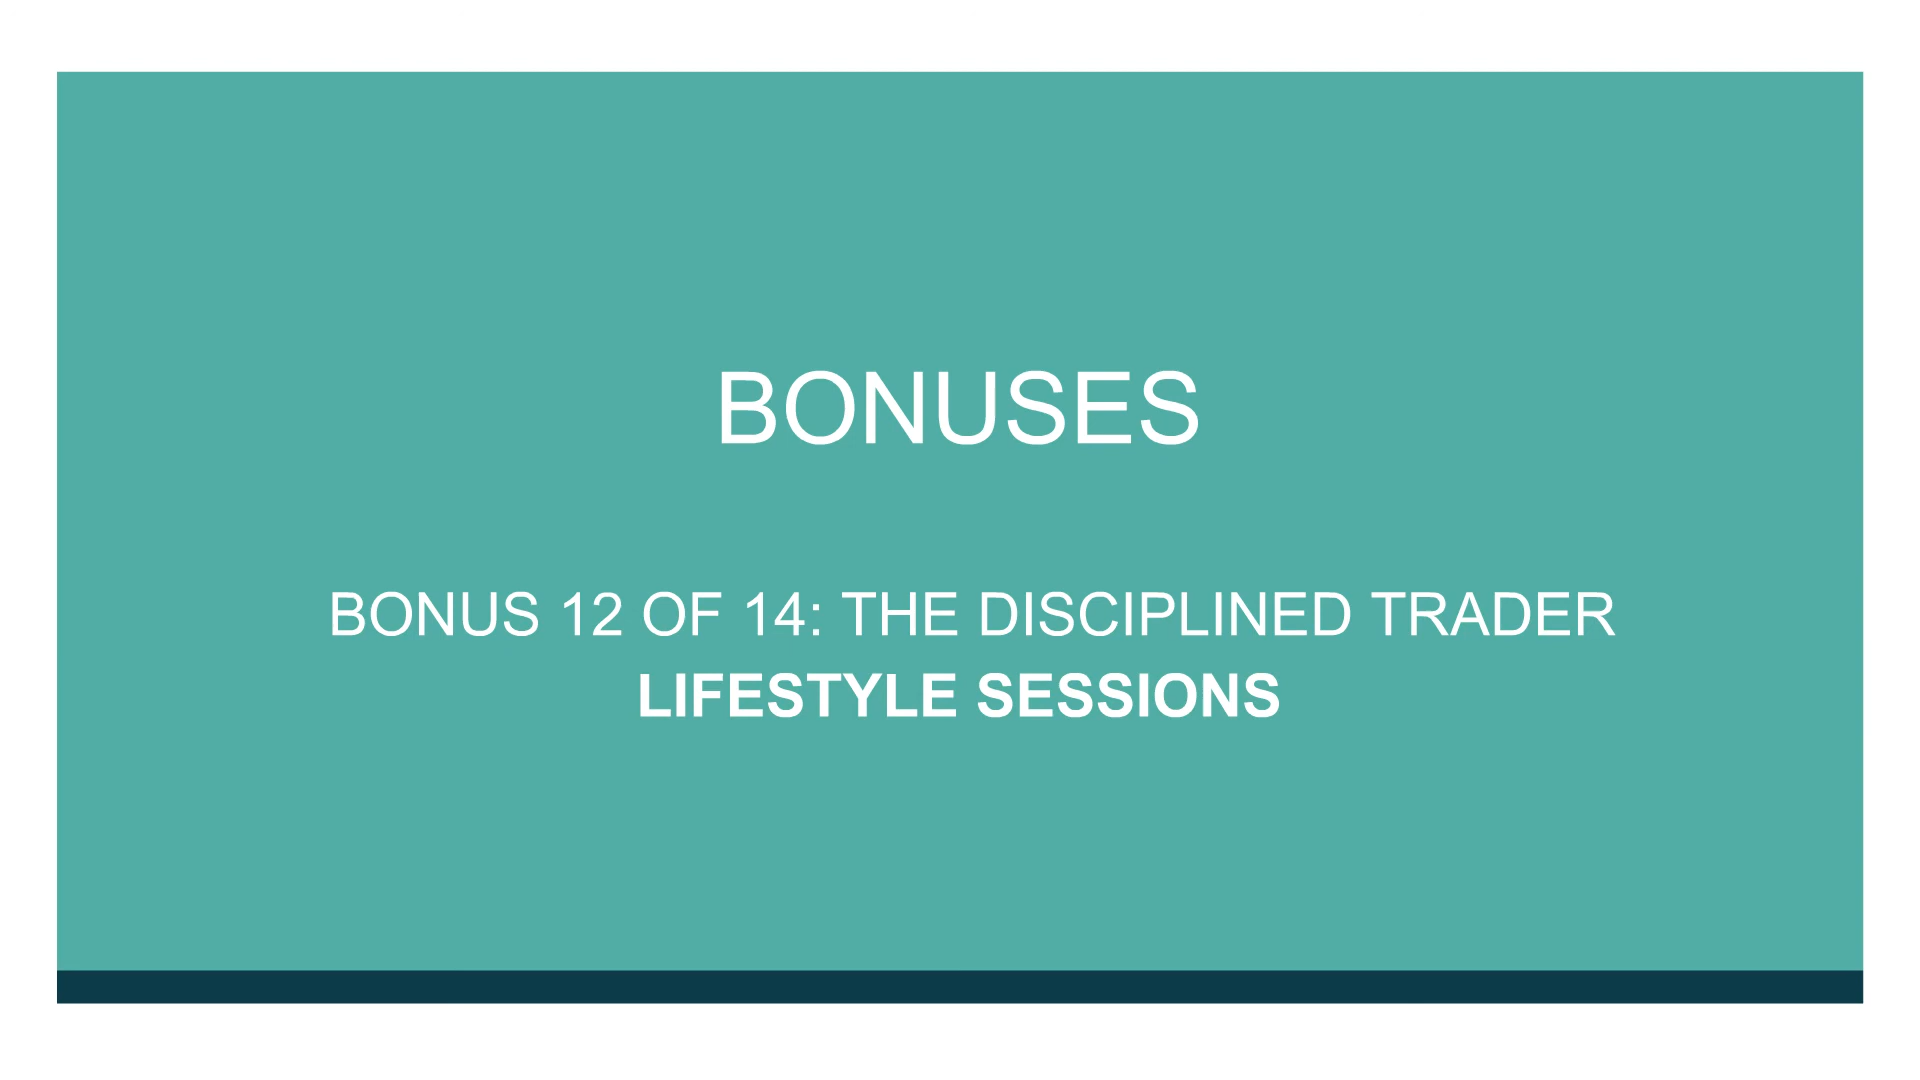 BONUSES
BONUS 12 OF 14: THE DISCIPLINED TRADER
LIFESTYLE SESSIONS